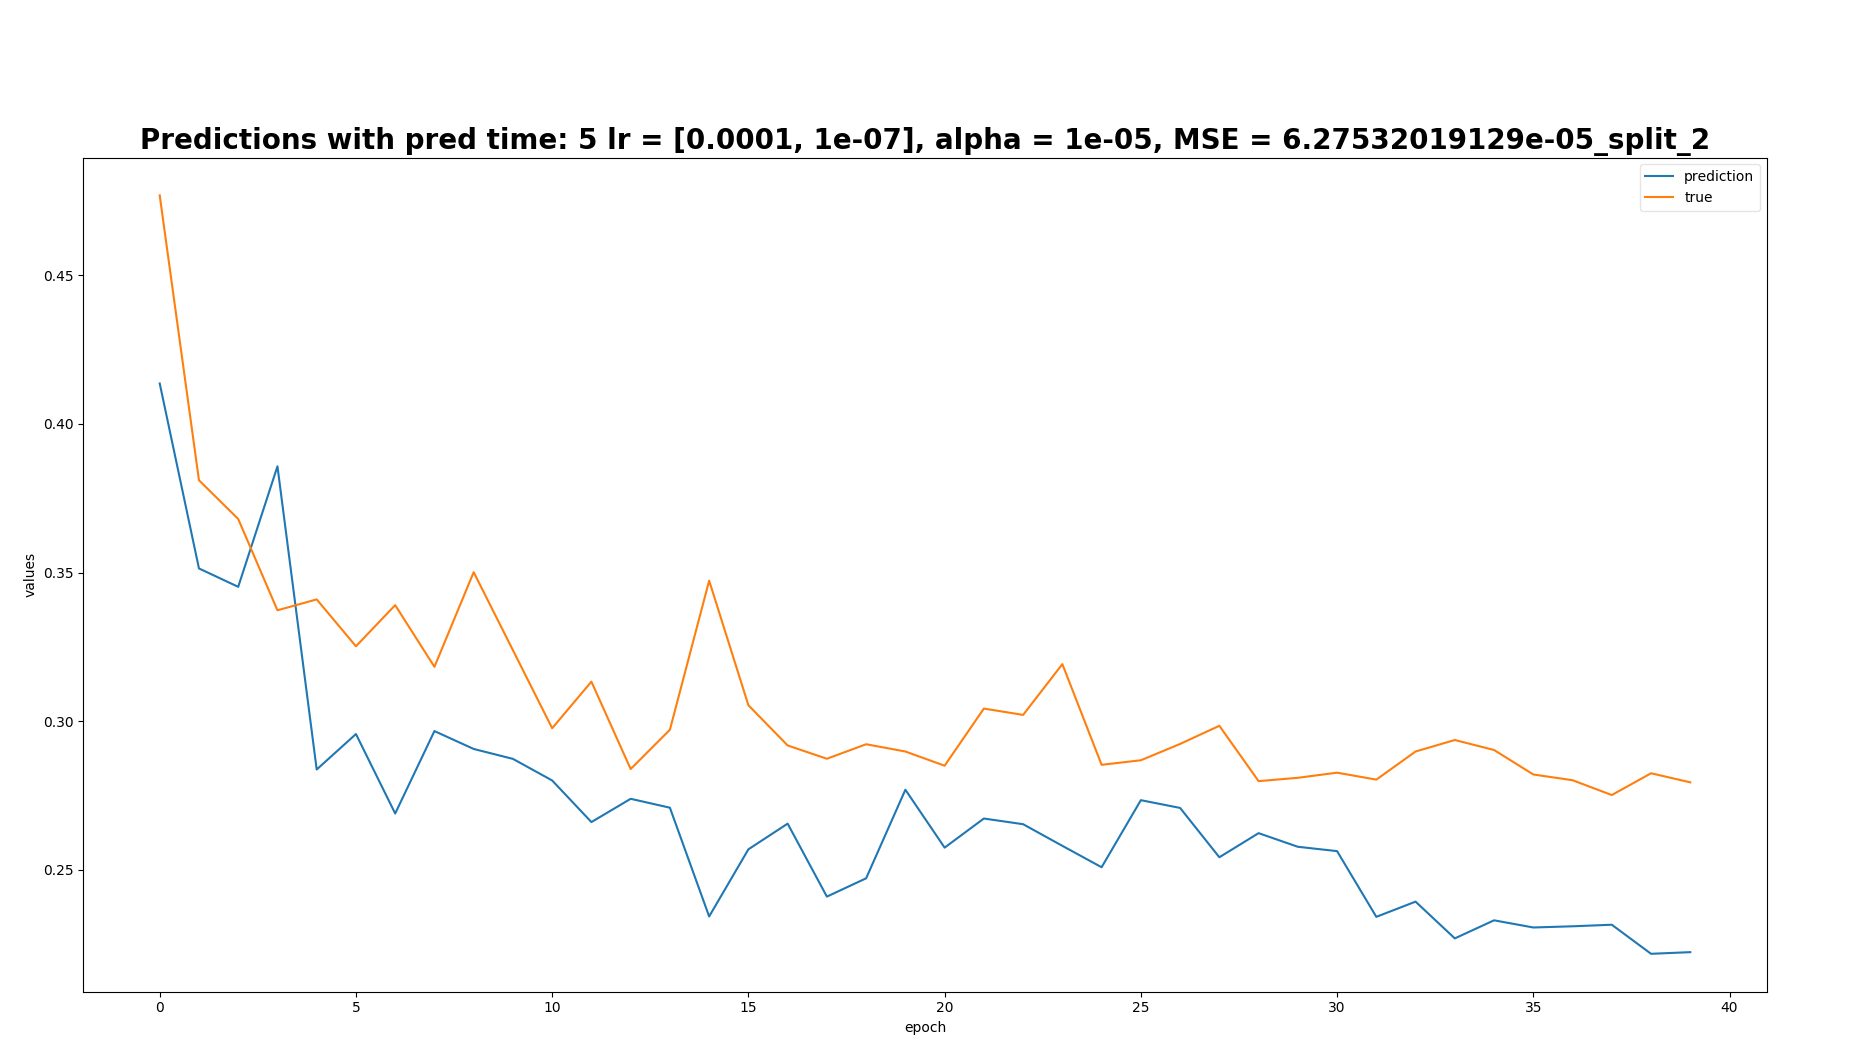 Predictions with pred time: 5 lr = [0.0001, 1e-07], alpha = 1e-05, MSE = 6.27532019129e-05_split_2
prediction
true
0.45
0.40
0.35
0.30
0.25
values
0 5 10 15 20 25 30 35 40
epoch